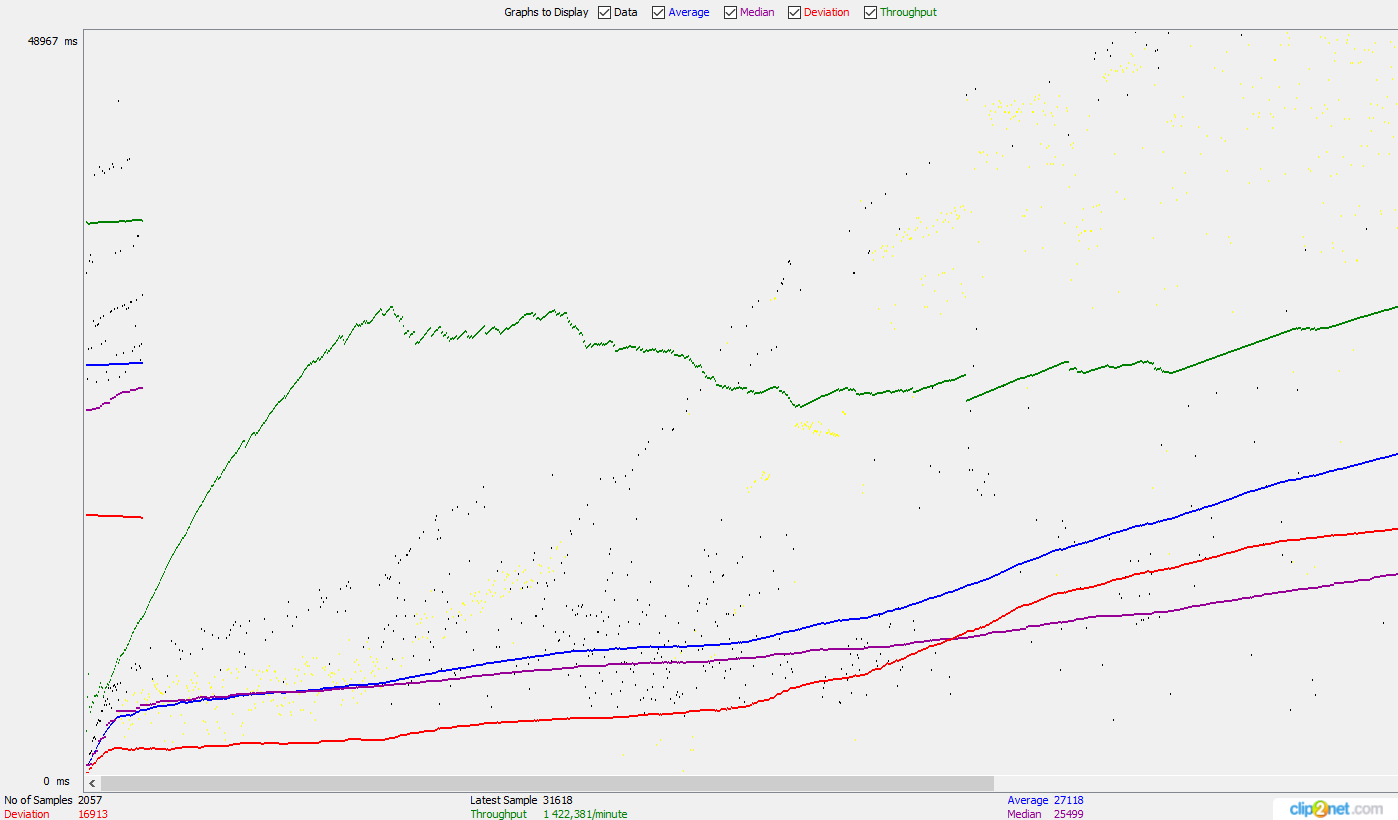 Graphs to Display Data Average Median Deviation Throughput
48967 ms
0 ms
No of Samples 2057 Latest Sample 31618 Average 27118
Deviation 16913 Throughput 1 422,381/minute Median 25499
clip2net.com